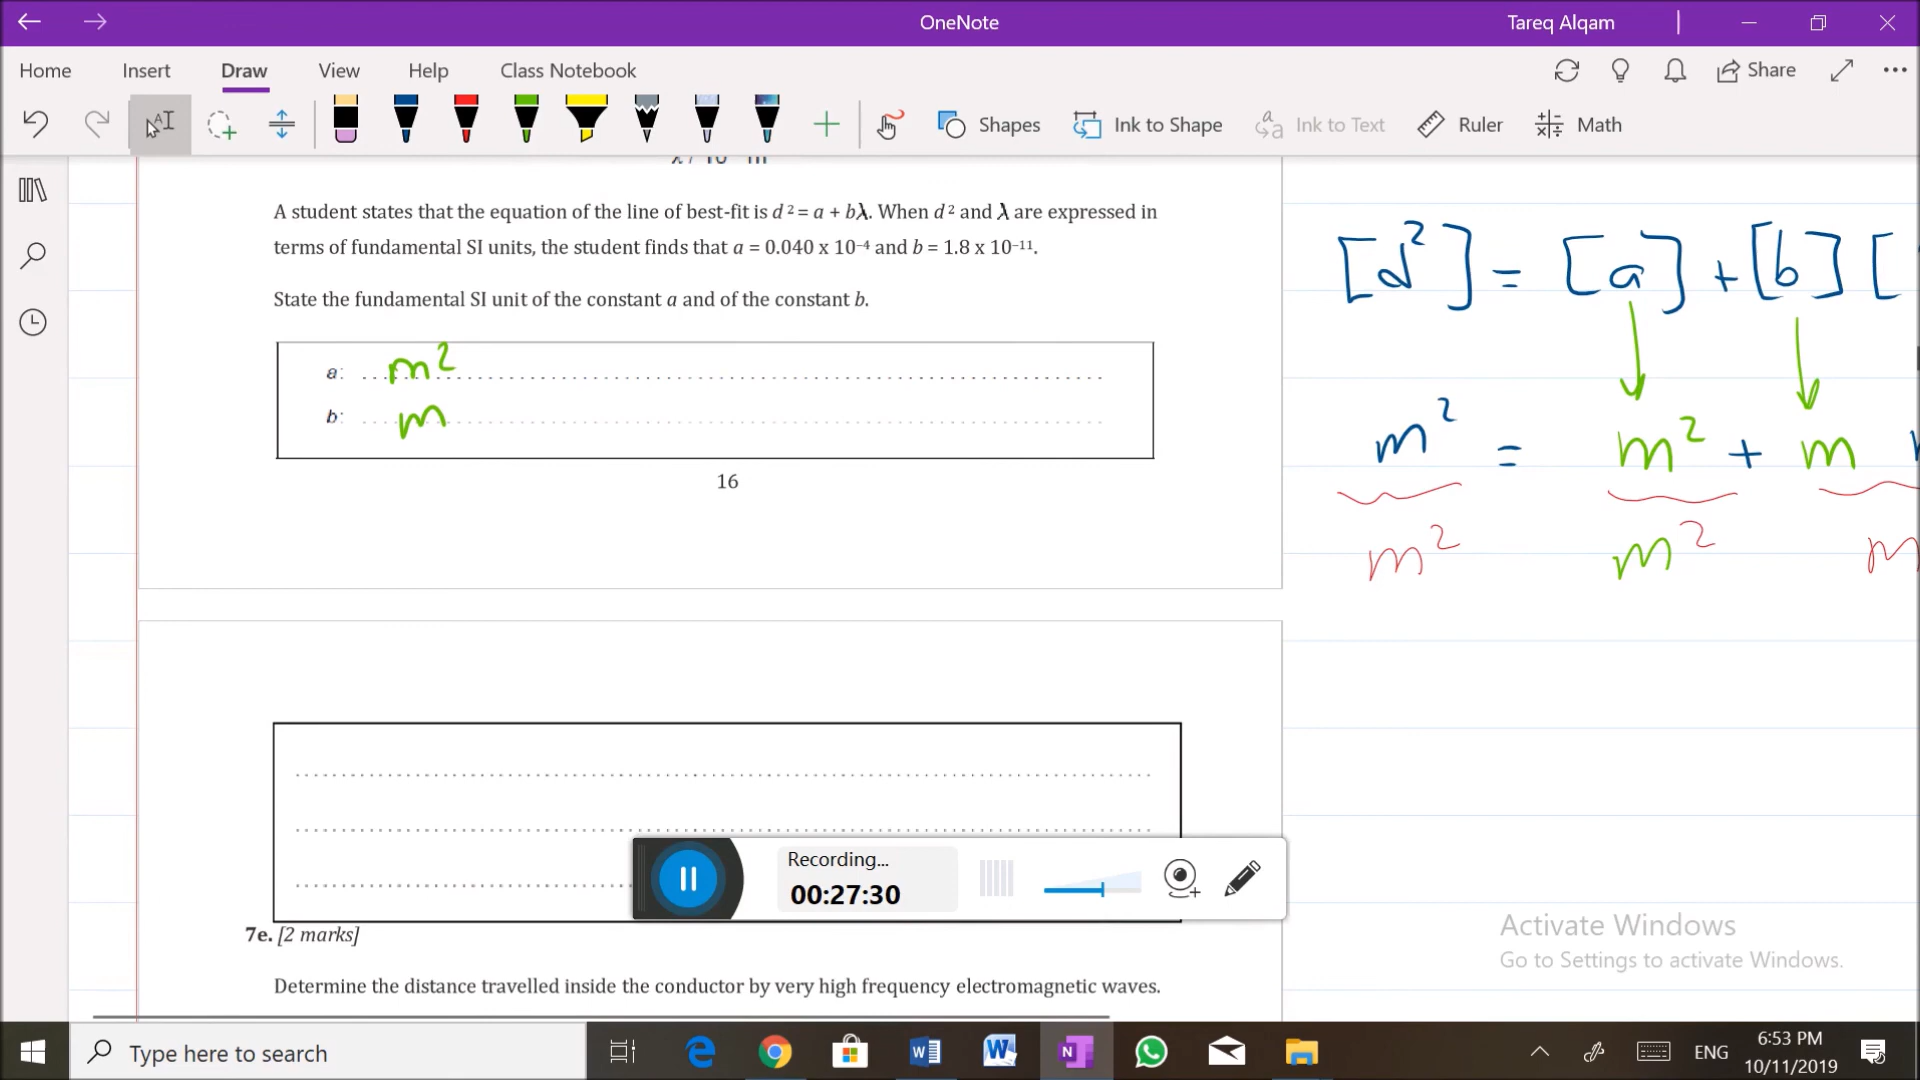 OneNote
Tareq Alqam
Home Insert Draw View Help Class Notebook Share
Shapes Ink to Shape Ink to Text Ruler Math
A student states that the equation of the line of best-fit is d² = a + bλ. When d² and λ are expressed in
terms of fundamental SI units, the student finds that a = 0.040 x 10⁻⁴ and b = 1.8 x 10⁻¹¹.
State the fundamental SI unit of the constant a and of the constant b.
a: m²
b: m
16
[d²] = [a] + [b] [
m² = m² + m
m² m² m
Recording...
00:27:30
7e. [2 marks]
Determine the distance travelled inside the conductor by very high frequency electromagnetic waves.
Activate Windows
Go to Settings to activate Windows.
Type here to search
ENG
6:53 PM
10/11/2019